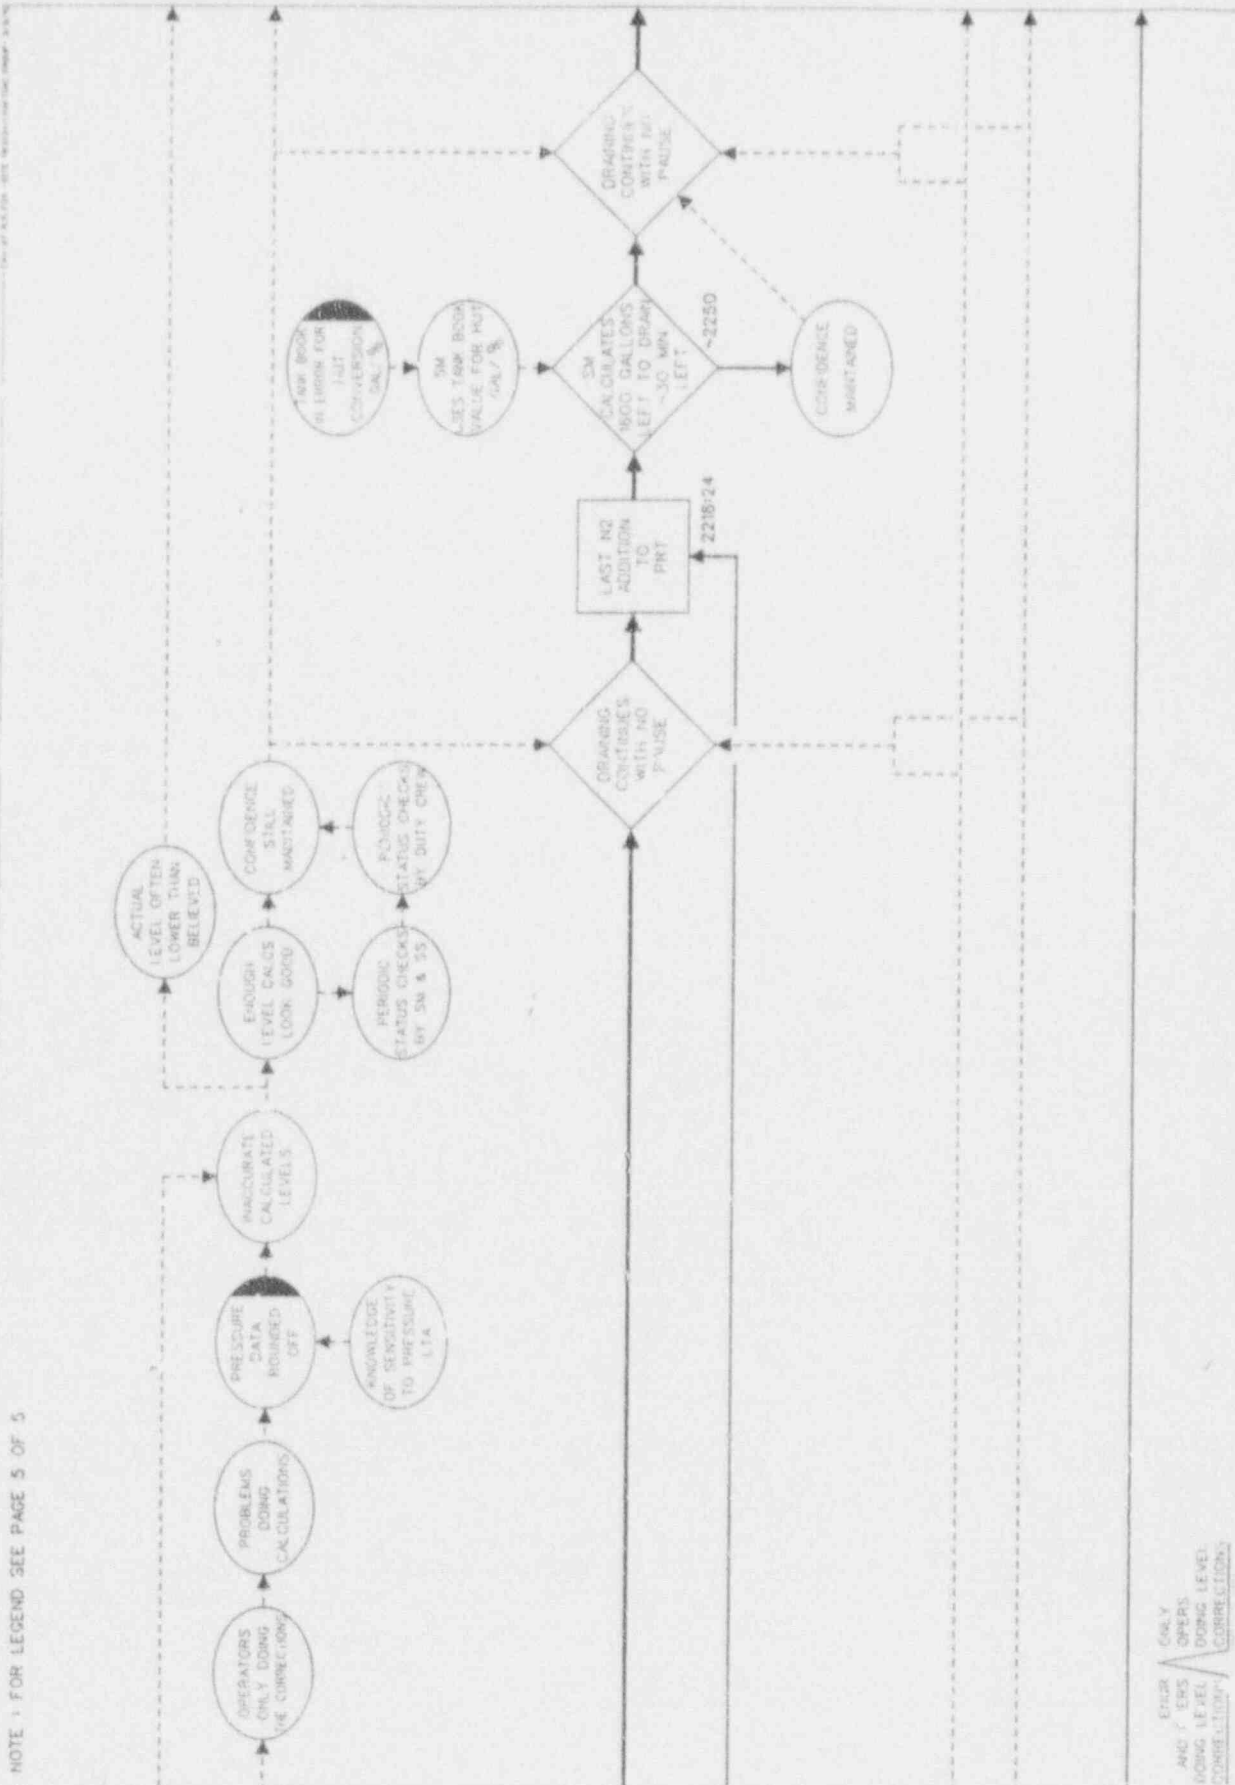 NOTE : FOR LEGEND SEE PAGE 5 OF 5
OPERATORS
ONLY DOING
THE CORRECTIONS
PROBLEMS
DOING
CALCULATIONS
PRESSURE
DATA
ROUNDED
OFF
KNOWLEDGE
OF SENSITIVITY
TO PRESSURE
LTA
INACCURATE
CALCULATED
LEVELS
ACTUAL
LEVEL OFTEN
LOWER THAN
BELIEVED
ENOUGH
LEVEL CALCS
LOOK GOOD
PERIODIC
STATUS CHECKS
BY SM & SS
CONFIDENCE
STILL
MAINTAINED
PERIODIC
STATUS CHECKS
BY DUTY CREW
DRAINING
CONTINUES
WITH NO
PAUSE
LAST N2
ADDITION
TO
PRT
2218:24
TANK BOOK
IN ERROR FOR
HUT
CONVERSION
GAL/%
SM
USES TANK BOOK
VALUE FOR HUT
GAL/%
SM
CALCULATES
1600 GALLONS
LEFT TO DRAIN
~30 MIN
LEFT
~2250
CONFIDENCE
MAINTAINED
DRAINING
CONTINUES
WITH NO
PAUSE
ENGR
AND
DOING LEVEL
CORRECTIONS
ONLY
OPERS
DOING LEVEL
CORRECTIONS